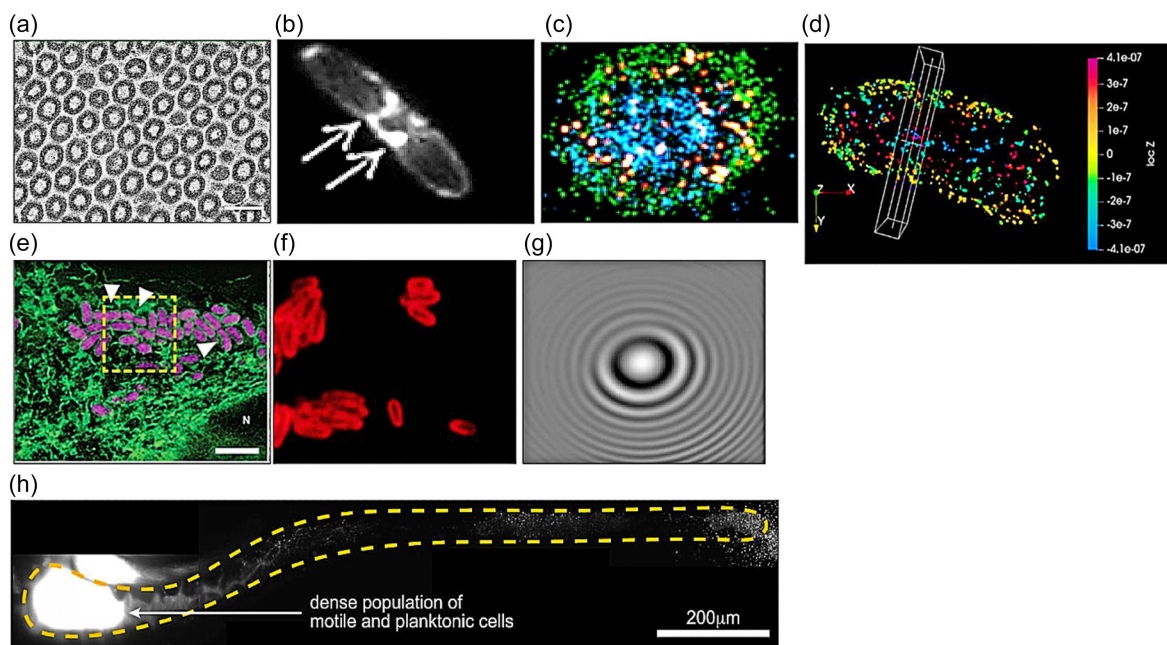 (a)
(b)
(c)
(d)
4.1e-07
3e-7
2e-7
1e-7
0
-1e-7
-2e-7
-3e-7
-4.1e-07
loc Z
Z
X
Y
(e)
(f)
(g)
N
(h)
dense population of
motile and planktonic cells
200μm